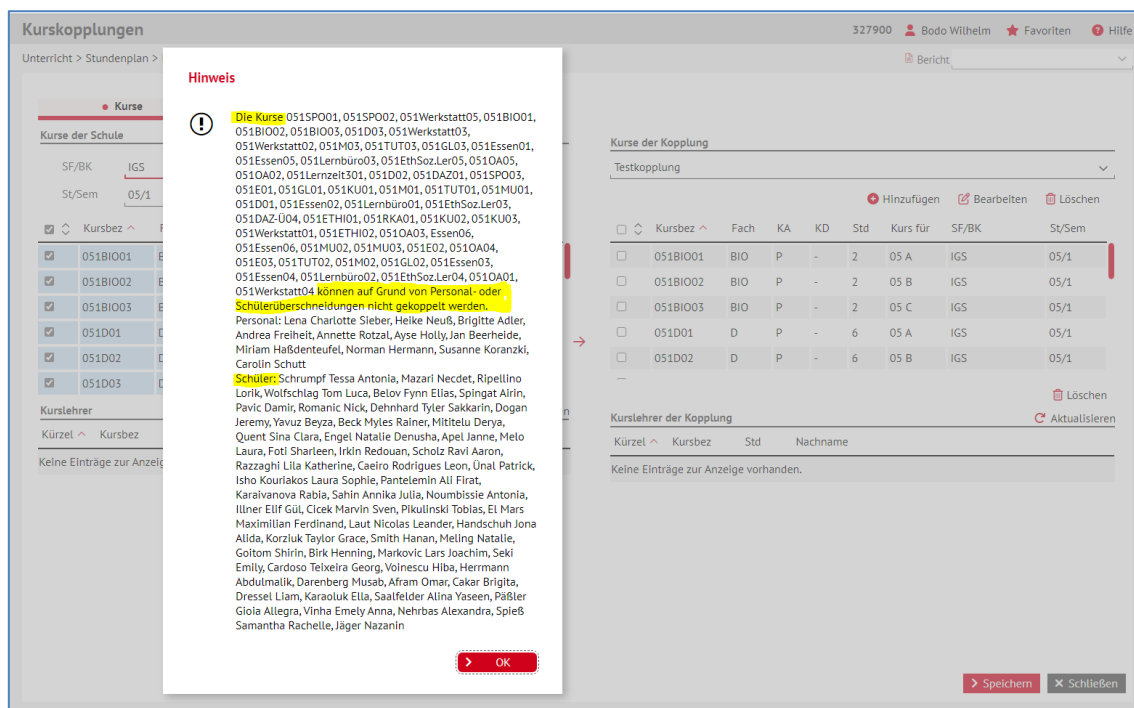 Kurskopplungen
327900 Bodo Wilhelm Favoriten Hilfe
Unterricht > Stundenplan >
Bericht
Kurse
Kurse der Schule
SF/BK IGS
St/Sem 05/1
Kursbez
051BIO01
051BIO02
051BIO03
051D01
051D02
051D03
Kurslehrer
Kürzel Kursbez
Keine Einträge zur Anzeig
Hinweis
Die Kurse 051SPO01, 051SPO02, 051Werkstatt05, 051BIO01,
051BIO02, 051BIO03, 051D03, 051Werkstatt03,
051Werkstatt02, 051M03, 051TUT03, 051GL03, 051Essen01,
051Essen05, 051Lernbüro03, 051EthSoz.Ler05, 051OA05,
051OA02, 051Lernzeit301, 051D02, 051DAZ01, 051SPO03,
051E01, 051GL01, 051KU01, 051M01, 051TUT01, 051MU01,
051D01, 051Essen02, 051Lernbüro01, 051EthSoz.Ler03,
051DAZ-Ü04, 051ETHI01, 051RKA01, 051KU02, 051KU03,
051Werkstatt01, 051ETHI02, 051OA03, Essen06,
051Essen06, 051MU02, 051MU03, 051E02, 051OA04,
051E03, 051TUT02, 051M02, 051GL02, 051Essen03,
051Essen04, 051Lernbüro02, 051EthSoz.Ler04, 051OA01,
051Werkstatt04 können auf Grund von Personal- oder
Schülerüberschneidungen nicht gekoppelt werden.
Personal: Lena Charlotte Sieber, Heike Neuß, Brigitte Adler,
Andrea Freiheit, Annette Rotzal, Ayse Holly, Jan Beerheide,
Miriam Haßdenteufel, Norman Hermann, Susanne Koranzki,
Carolin Schutt
Schüler: Schrumpf Tessa Antonia, Mazari Necdet, Ripellino
Lorik, Wolfschlag Tom Luca, Belov Fynn Elias, Spingat Airin,
Pavic Damir, Romanic Nick, Dehnhard Tyler Sakkarin, Dogan
Jeremy, Yavuz Beyza, Beck Myles Rainer, Mititelu Derya,
Quent Sina Clara, Engel Natalie Denusha, Apel Janne, Melo
Laura, Foti Sharleen, Irkin Redouan, Scholz Ravi Aaron,
Razzaghi Lila Katherine, Caeiro Rodrigues Leon, Ünal Patrick,
Isho Kouriakos Laura Sophie, Pantelemin Ali Firat,
Karaivanova Rabia, Sahin Annika Julia, Noumbissie Antonia,
Illner Elif Gül, Cicek Marvin Sven, Pikulinski Tobias, El Mars
Maximilian Ferdinand, Laut Nicolas Leander, Handschuh Jona
Alida, Korziuk Taylor Grace, Smith Hanan, Meling Natalie,
Goitom Shirin, Birk Henning, Markovic Lars Joachim, Seki
Emily, Cardoso Teixeira Georg, Voinescu Hiba, Herrmann
Abdulmalik, Darenberg Musab, Afram Omar, Cakar Brigita,
Dressel Liam, Karaoluk Ella, Saalfelder Alina Yaseen, Päßler
Gioia Allegra, Vinha Emely Anna, Nehrbas Alexandra, Spieß
Samantha Rachelle, Jäger Nazanin
OK
Kurse der Kopplung
Testkopplung
Hinzufügen Bearbeiten Löschen
Kursbez Fach KA KD Std Kurs für SF/BK St/Sem
051BIO01 BIO P - 2 05 A IGS 05/1
051BIO02 BIO P - 2 05 B IGS 05/1
051BIO03 BIO P - 2 05 C IGS 05/1
051D01 D P - 6 05 A IGS 05/1
051D02 D P - 6 05 B IGS 05/1
Löschen
Kurslehrer der Kopplung Aktualisieren
Kürzel Kursbez Std Nachname
Keine Einträge zur Anzeige vorhanden.
Speichern Schließen